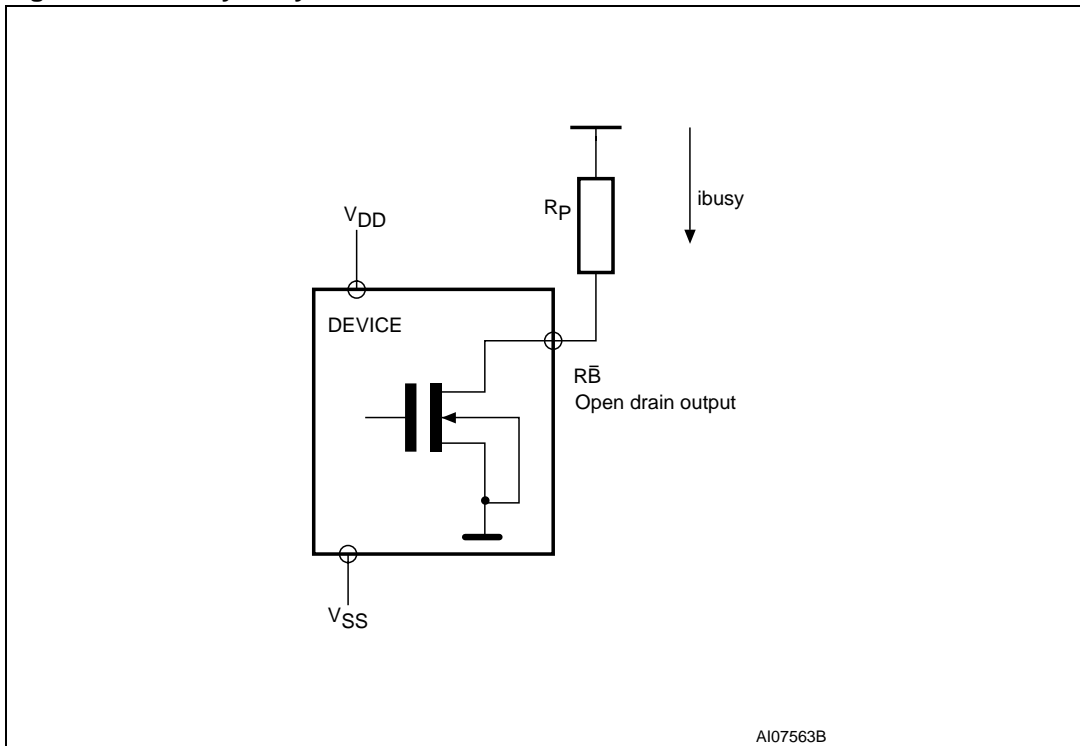 RP
ibusy
VDD
DEVICE
RB̄
Open drain output
VSS
AI07563B